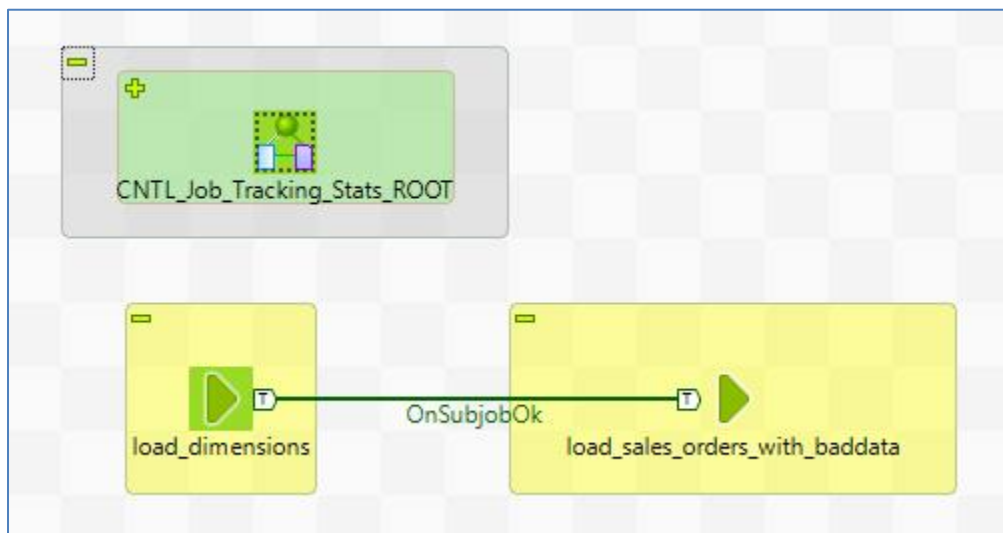 CNTL_Job_Tracking_Stats_ROOT
T
OnSubjobOk
T
load_dimensions
load_sales_orders_with_baddata